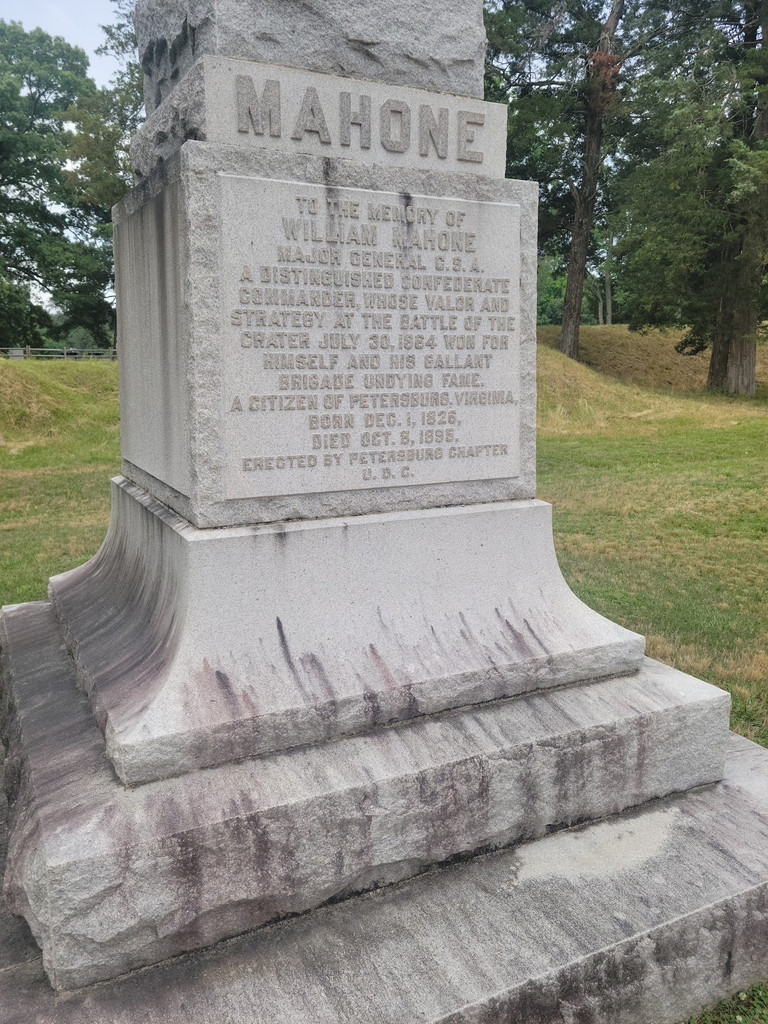 MAHONE
TO THE MEMORY OF
WILLIAM MAHONE
MAJOR GENERAL C.S.A.
A DISTINGUISHED CONFEDERATE
COMMANDER, WHOSE VALOR AND
STRATEGY AT THE BATTLE OF THE
CRATER JULY 30, 1864 WON FOR
HIMSELF AND HIS GALLANT
BRIGADE UNDYING FAME.
A CITIZEN OF PETERSBURG, VIRGINIA,
BORN DEC. 1, 1826,
DIED OCT. 8, 1895.
ERECTED BY PETERSBURG CHAPTER
U. D. C.